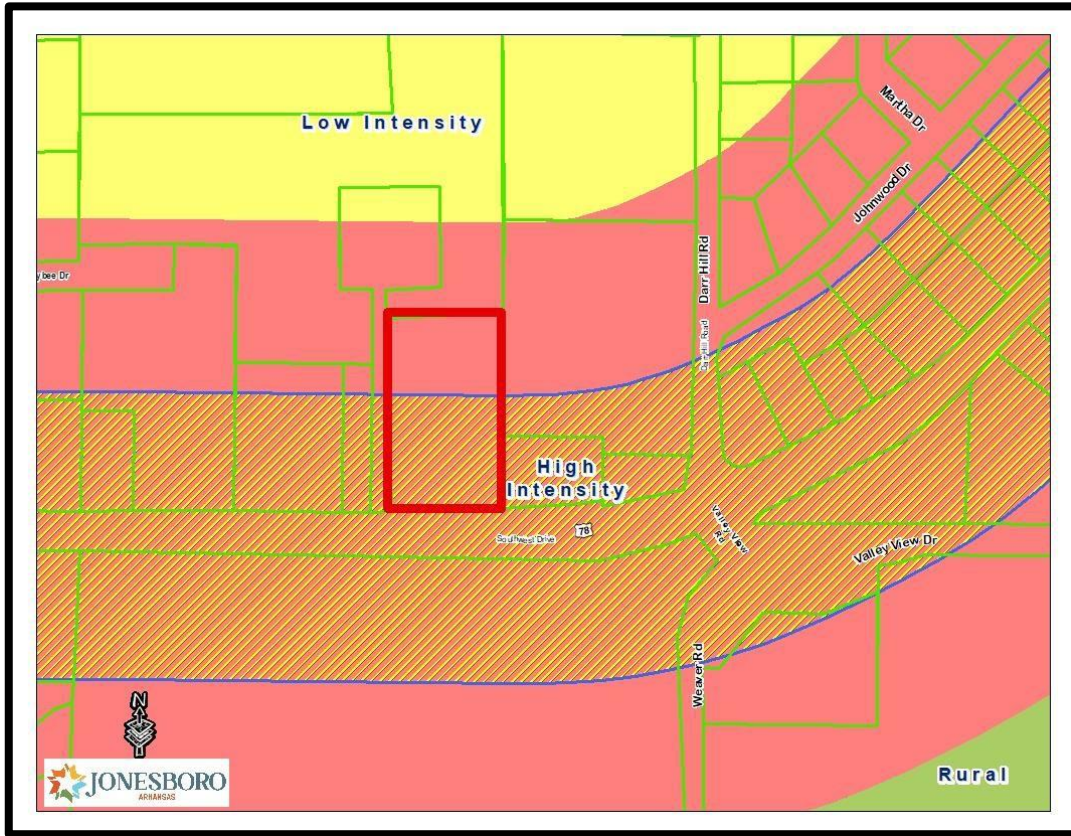 Low Intensity
Martha Dr
Johnwood Dr
Darr Hill Rd
ybee Dr
Darr Hill Road
High
Intensity
78
Southwest Drive
Valley View
Rd
Valley View Dr
Weaver Rd
N
JONESBORO
ARKANSAS
Rural